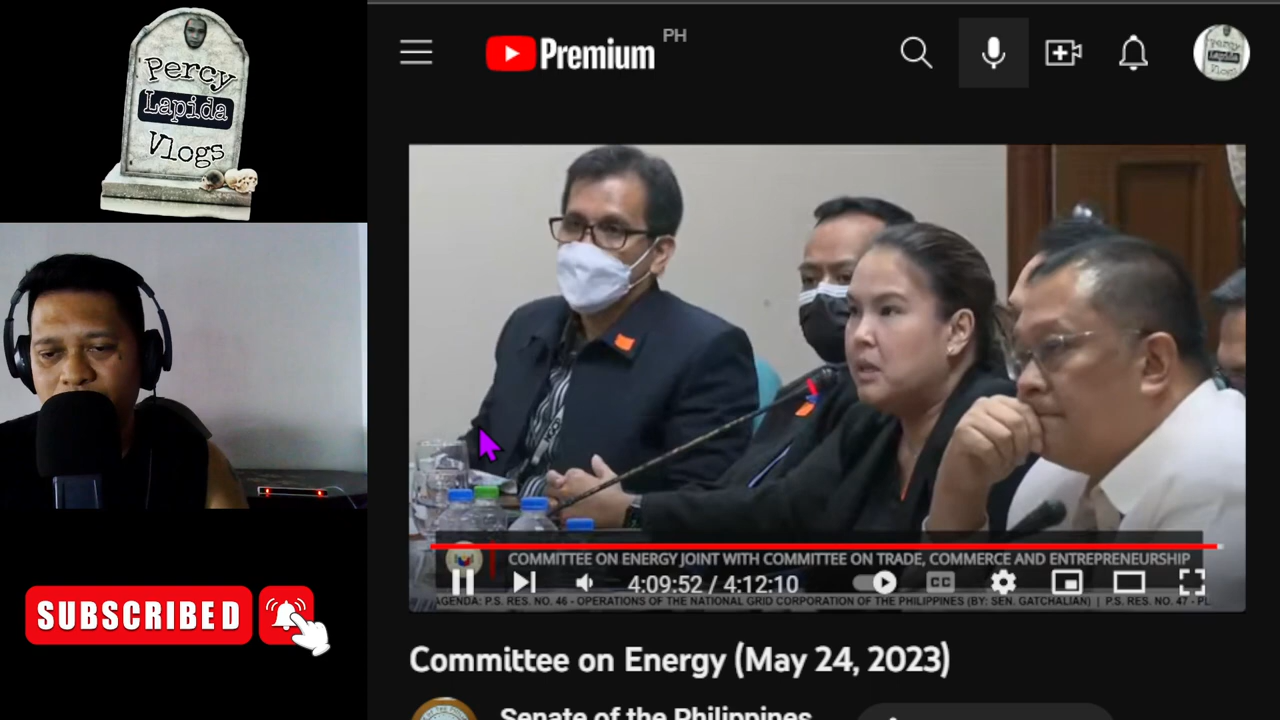 Percy
Lapida
Vlogs
SUBSCRIBED
Premium PH
COMMITTEE ON ENERGY JOINT WITH COMMITTEE ON TRADE, COMMERCE AND ENTREPRENEURSHIP
4:09:52 / 4:12:10
CC
AGENDA: P.S. RES. NO. 46 - OPERATIONS OF THE NATIONAL GRID CORPORATION OF THE PHILIPPINES (BY: SEN. GATCHALIAN) | P.S. RES. NO. 47 - PL
Committee on Energy (May 24, 2023)
Senate of the Philippines